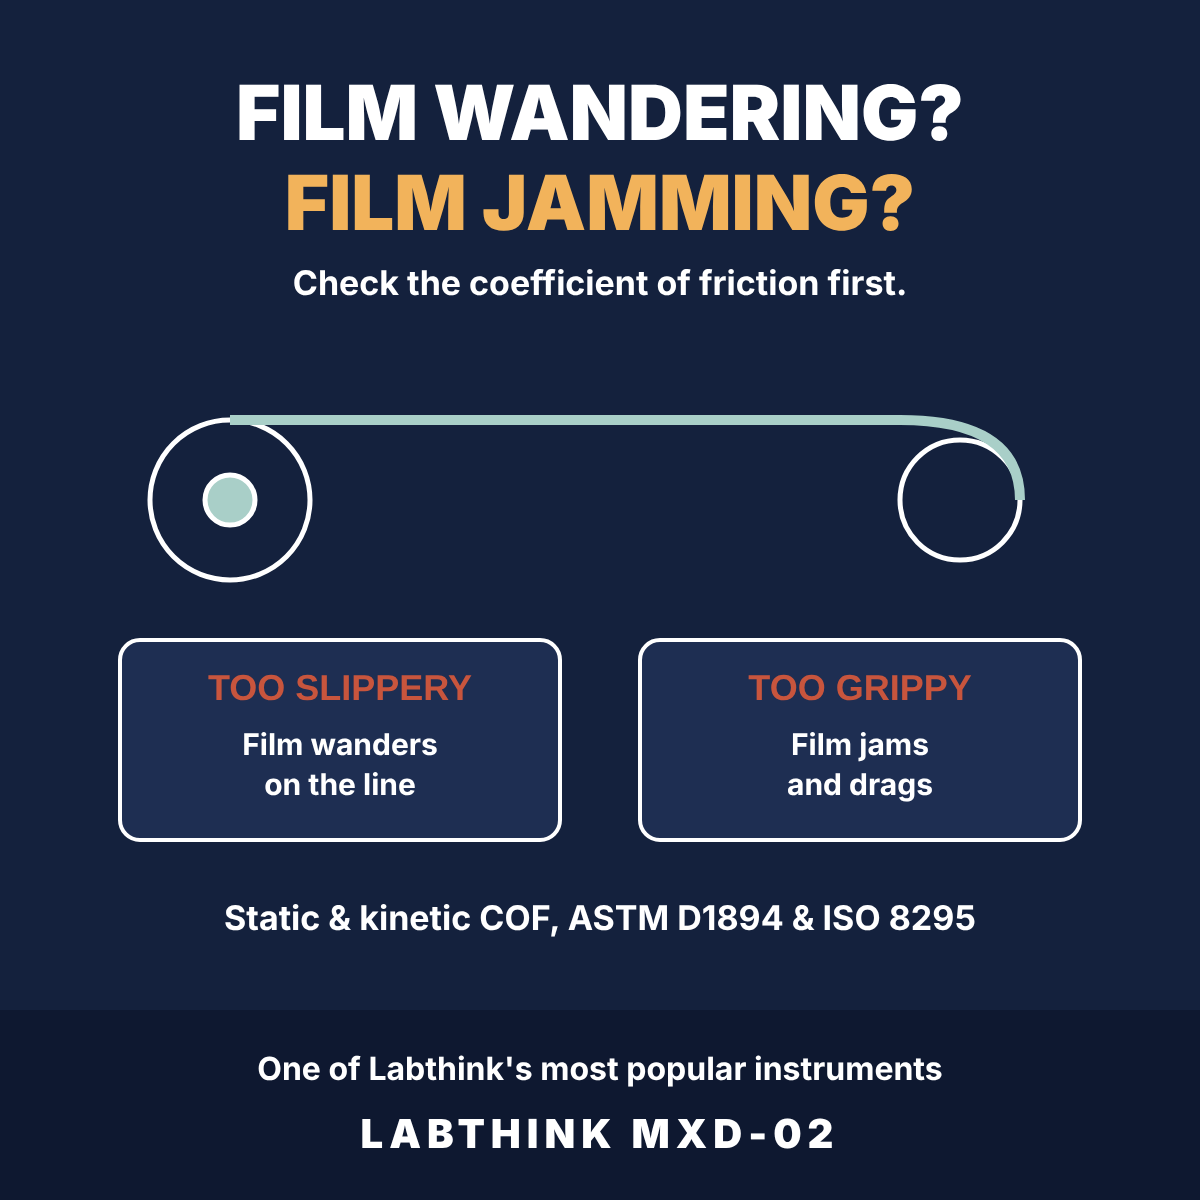 FILM WANDERING?
FILM JAMMING?
Check the coefficient of friction first.
TOO SLIPPERY
Film wanders
on the line
TOO GRIPPY
Film jams
and drags
Static & kinetic COF, ASTM D1894 & ISO 8295
One of Labthink's most popular instruments
LABTHINK MXD-02